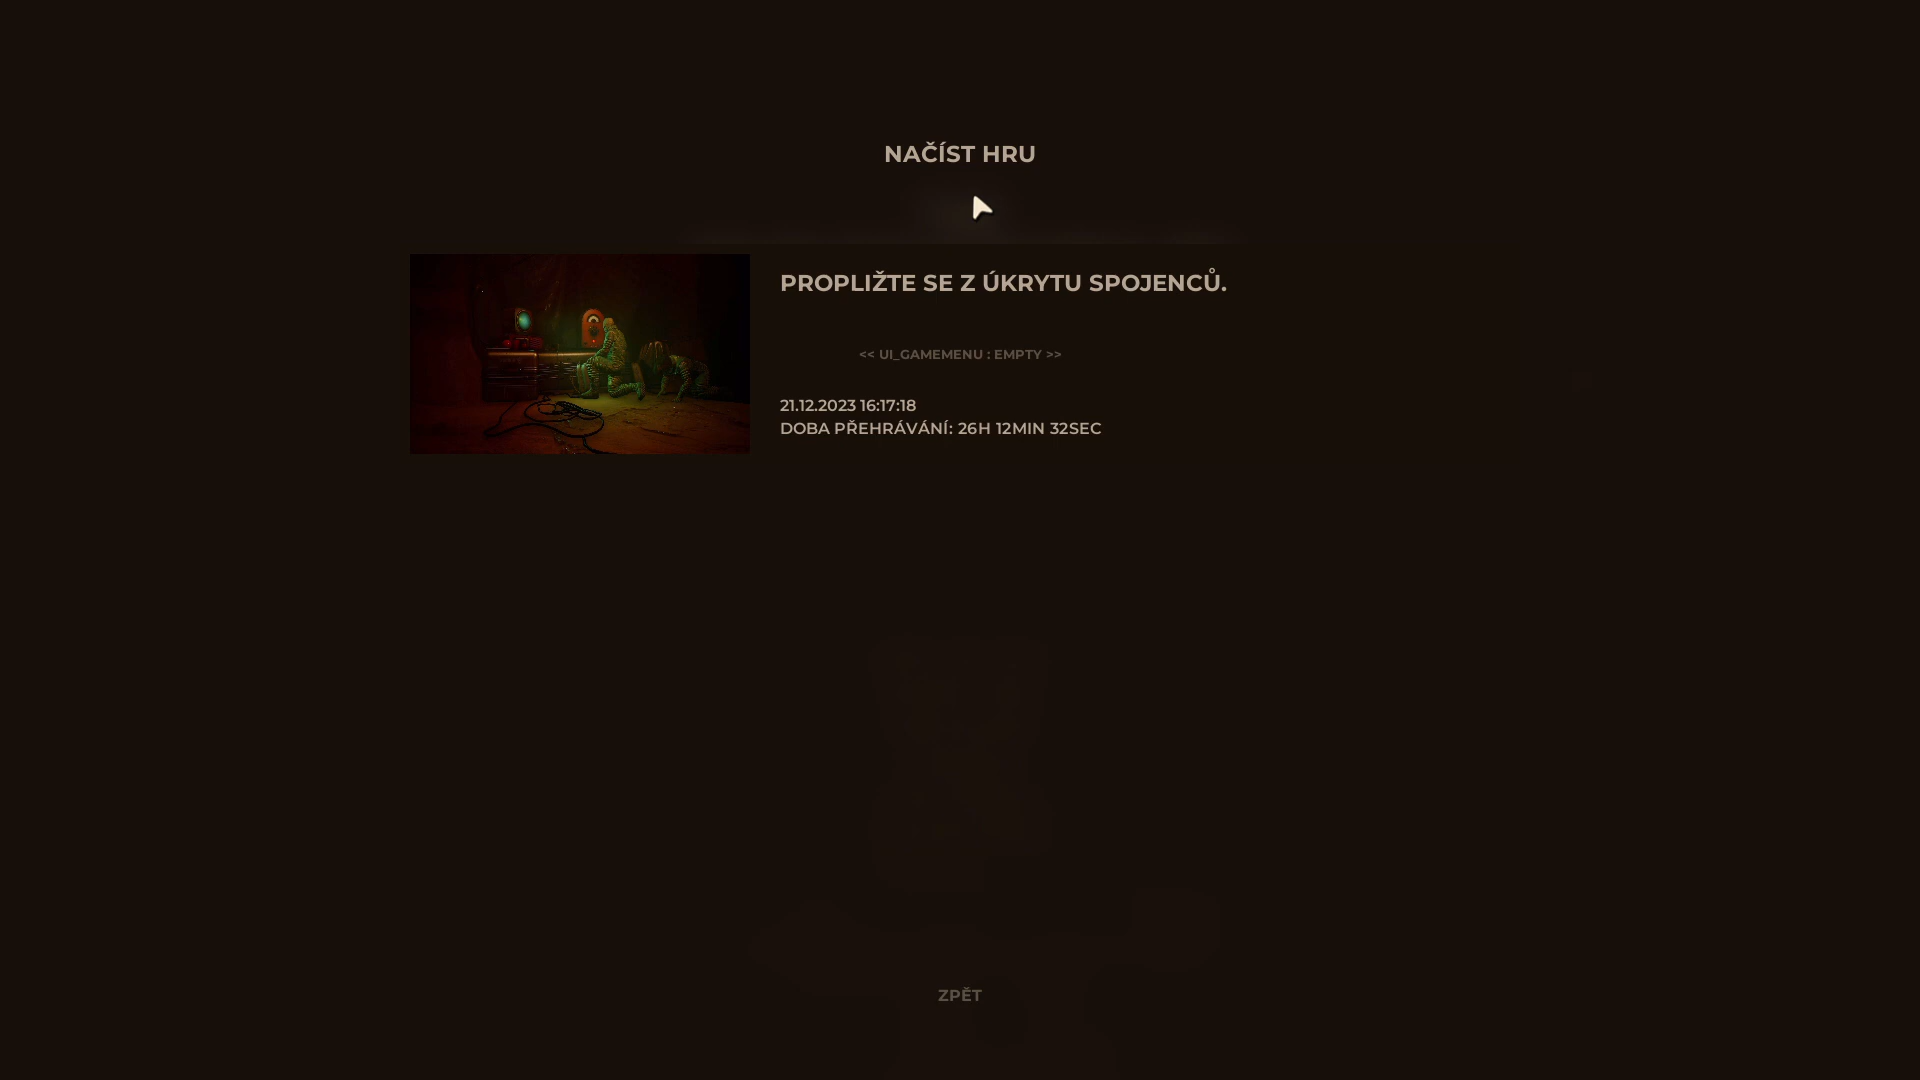 NAČÍST HRU
PROPLIŽTE SE Z ÚKRYTU SPOJENCŮ.
<< UI_GAMEMENU : EMPTY >>
21.12.2023 16:17:18
DOBA PŘEHRÁVÁNÍ: 26H 12MIN 32SEC
ZPĚT